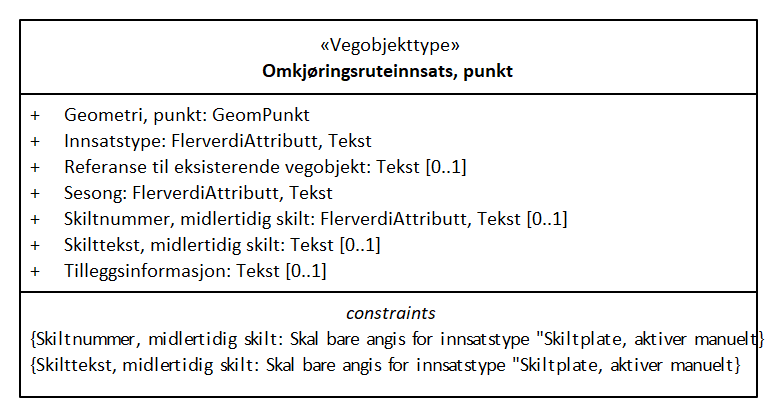 «Vegobjekttype»
Omkjøringsruteinnsats, punkt
+ Geometri, punkt: GeomPunkt
+ Innsatstype: FlerverdiAttributt, Tekst
+ Referanse til eksisterende vegobjekt: Tekst [0..1]
+ Sesong: FlerverdiAttributt, Tekst
+ Skiltnummer, midlertidig skilt: FlerverdiAttributt, Tekst [0..1]
+ Skilttekst, midlertidig skilt: Tekst [0..1]
+ Tilleggsinformasjon: Tekst [0..1]
constraints
{Skiltnummer, midlertidig skilt: Skal bare angis for innsatstype "Skiltplate, aktiver manuelt}
{Skilttekst, midlertidig skilt: Skal bare angis for innsatstype "Skiltplate, aktiver manuelt}